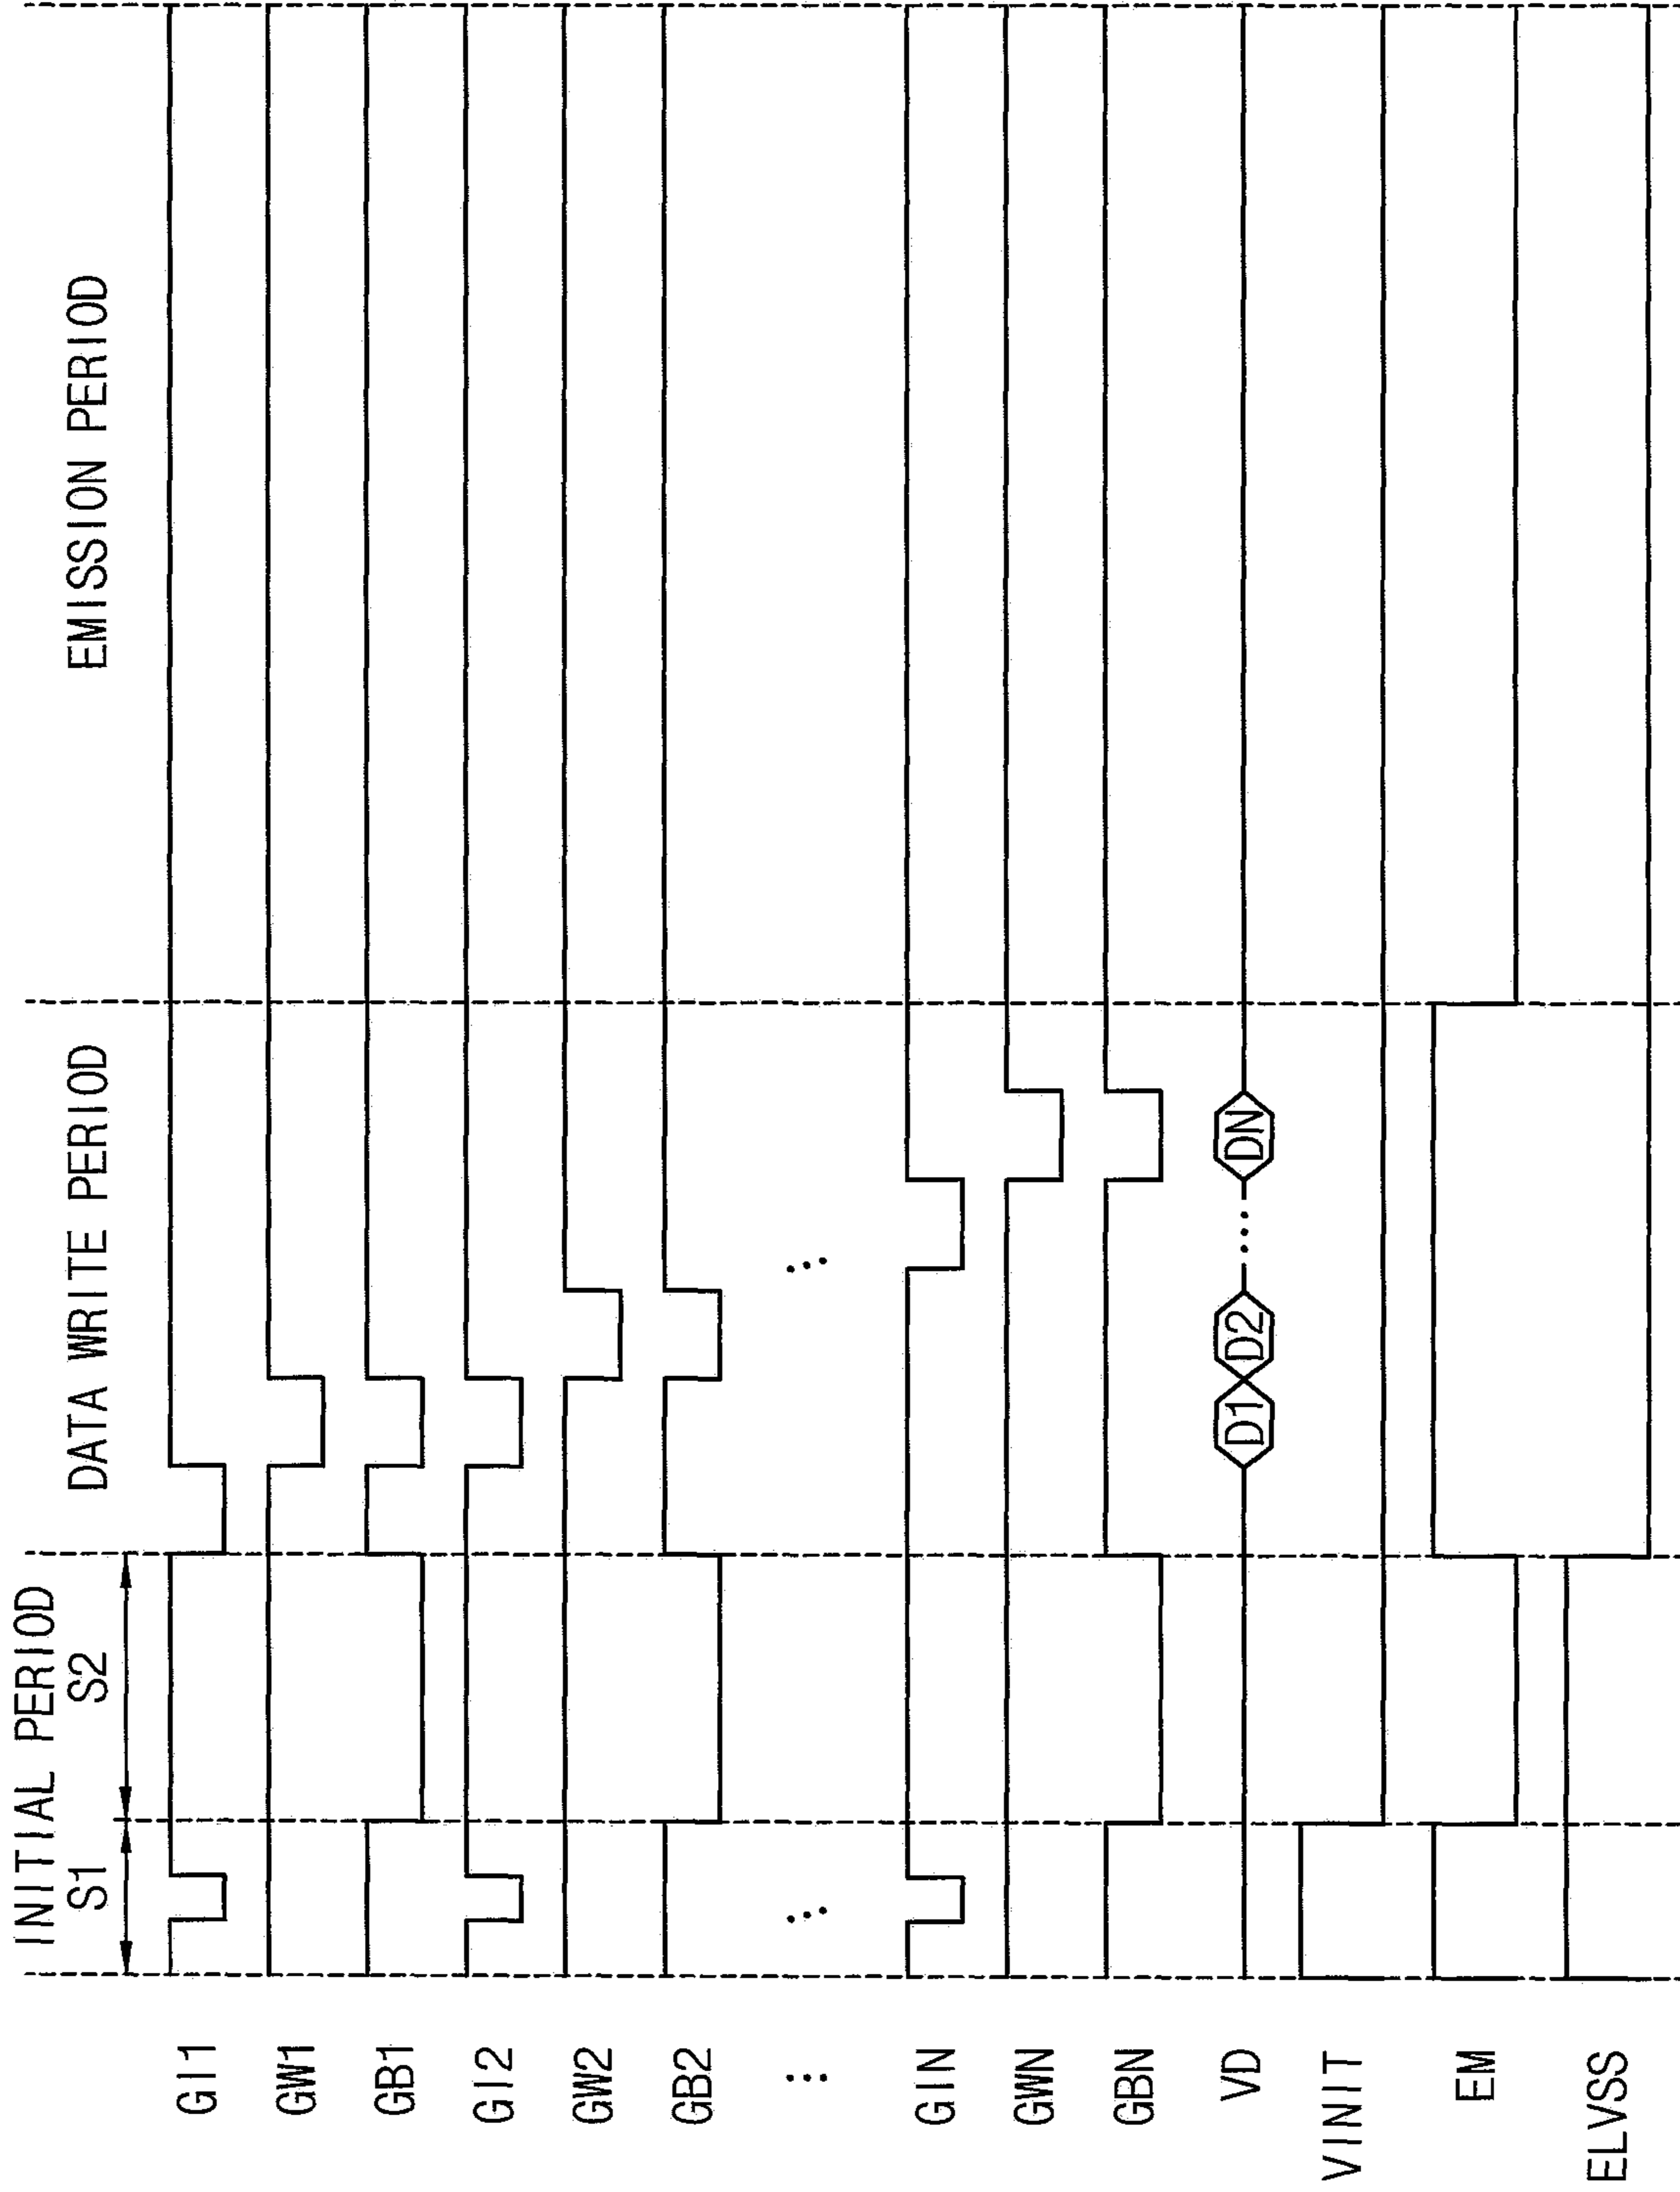 INITIAL PERIOD
S1 S2 DATA WRITE PERIOD EMISSION PERIOD
GI1
GW1
GB1
GI2
GW2
GB2
GIN
GWN
GBN
VD D1 D2 DN
VINIT
EM
ELVSS